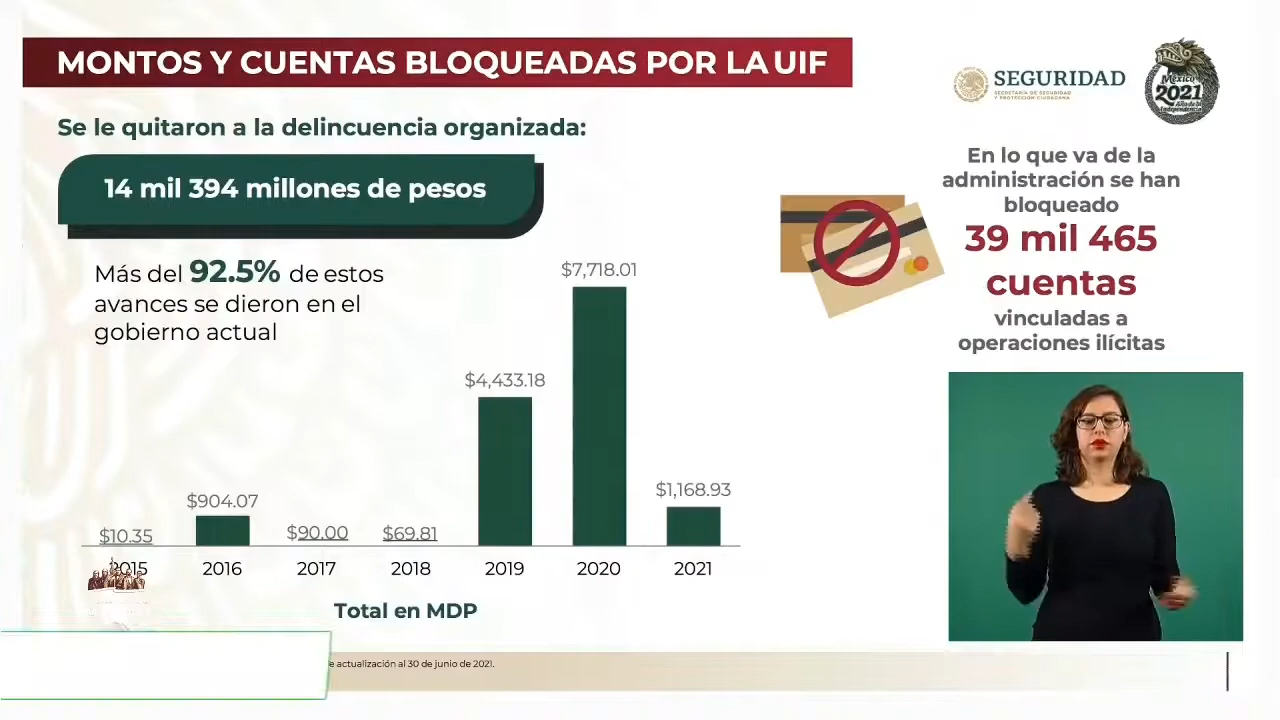 MONTOS Y CUENTAS BLOQUEADAS POR LA UIF
SEGURIDAD
SECRETARÍA DE SEGURIDAD
Y PROTECCIÓN CIUDADANA
México
2021
Año de la
Independencia
Se le quitaron a la delincuencia organizada:
14 mil 394 millones de pesos
Más del 92.5% de estos
avances se dieron en el
gobierno actual
En lo que va de la
administración se han
bloqueado
39 mil 465
cuentas
vinculadas a
operaciones ilícitas
$10.35
$904.07
$90.00
$69.81
$4,433.18
$7,718.01
$1,168.93
2015
2016
2017
2018
2019
2020
2021
Total en MDP
actualización al 30 de junio de 2021.